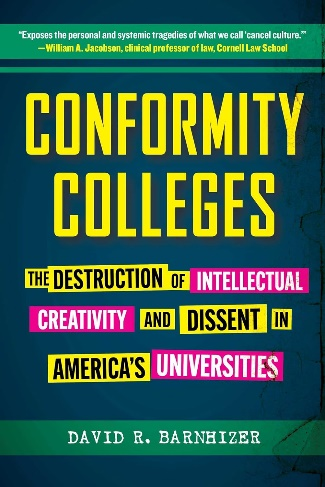 "Exposes the personal and systemic tragedies of what we call 'cancel culture.'"
—William A. Jacobson, clinical professor of law, Cornell Law School
CONFORMITY
COLLEGES
THE DESTRUCTION OF INTELLECTUAL
CREATIVITY AND DISSENT IN
AMERICA'S UNIVERSITIES
DAVID R. BARNHIZER